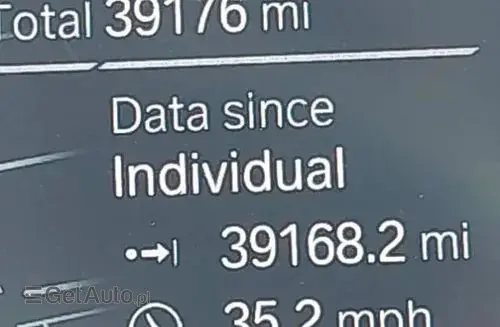 Total 39176 mi
Data since
Individual
39168.2 mi
GetAuto.pl
35.2 mph